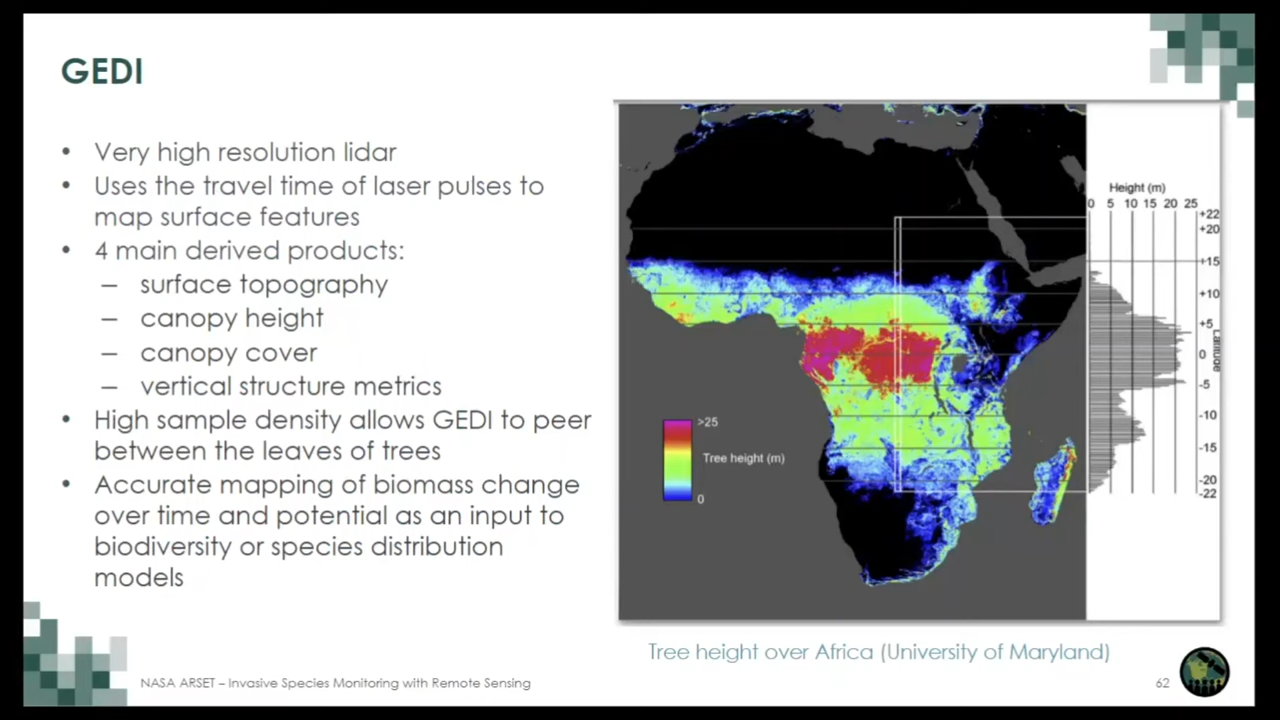 GEDI
• Very high resolution lidar
• Uses the travel time of laser pulses to
map surface features
• 4 main derived products:
– surface topography
– canopy height
– canopy cover
– vertical structure metrics
• High sample density allows GEDI to peer
between the leaves of trees
• Accurate mapping of biomass change
over time and potential as an input to
biodiversity or species distribution
models
Height (m)
0 5 10 15 20 25
+22
+20
+15
+10
+5
0
-5
-10
-15
-20
-22
Latitude
>25
Tree height (m)
0
Tree height over Africa (University of Maryland)
NASA ARSET – Invasive Species Monitoring with Remote Sensing
62